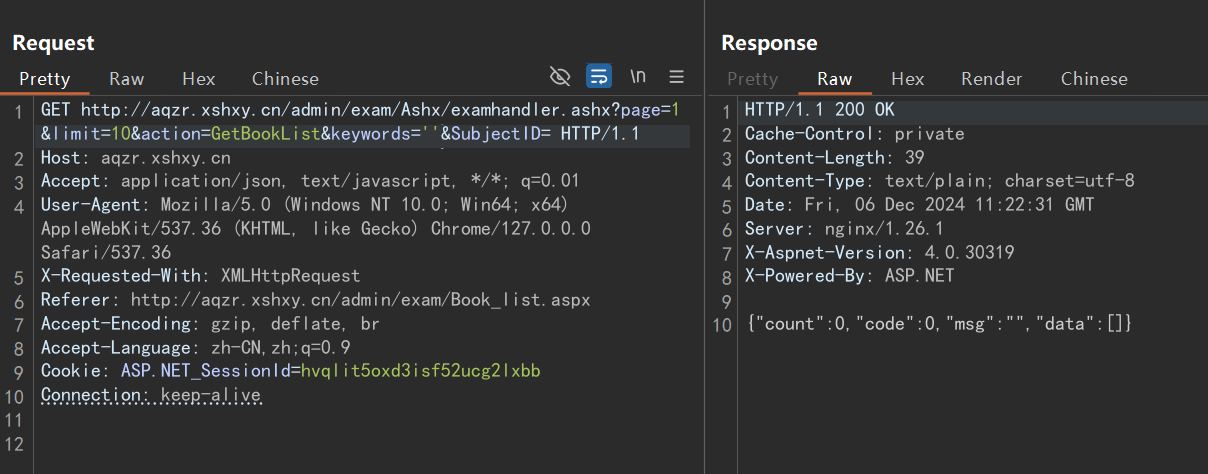 Request
Pretty Raw Hex Chinese \n
1 GET http://aqzr.xshxy.cn/admin/exam/Ashx/examhandler.ashx?page=1
&limit=10&action=GetBookList&keywords=''&SubjectID= HTTP/1.1
2 Host: aqzr.xshxy.cn
3 Accept: application/json, text/javascript, */*; q=0.01
4 User-Agent: Mozilla/5.0 (Windows NT 10.0; Win64; x64)
AppleWebKit/537.36 (KHTML, like Gecko) Chrome/127.0.0.0
Safari/537.36
5 X-Requested-With: XMLHttpRequest
6 Referer: http://aqzr.xshxy.cn/admin/exam/Book_list.aspx
7 Accept-Encoding: gzip, deflate, br
8 Accept-Language: zh-CN,zh;q=0.9
9 Cookie: ASP.NET_SessionId=hvqlit5oxd3isf52ucg2lxbb
10 Connection: keep-alive
11
12
Response
Pretty Raw Hex Render Chinese
1 HTTP/1.1 200 OK
2 Cache-Control: private
3 Content-Length: 39
4 Content-Type: text/plain; charset=utf-8
5 Date: Fri, 06 Dec 2024 11:22:31 GMT
6 Server: nginx/1.26.1
7 X-Aspnet-Version: 4.0.30319
8 X-Powered-By: ASP.NET
9
10 {"count":0,"code":0,"msg":"","data":[]}